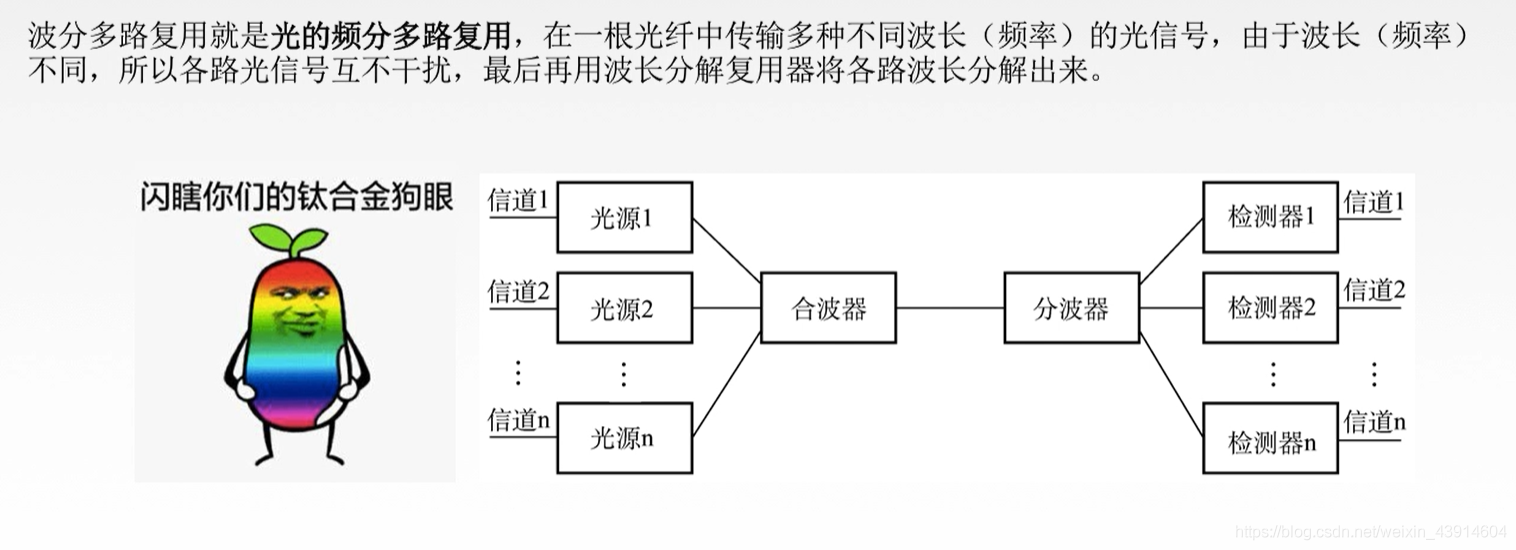 波分多路复用就是光的频分多路复用，在一根光纤中传输多种不同波长（频率）的光信号，由于波长（频率）
不同，所以各路光信号互不干扰，最后再用波长分解复用器将各路波长分解出来。
闪瞎你们的钛合金狗眼
信道1
光源1
检测器1
信道1
信道2
光源2
合波器
分波器
检测器2
信道2
⋮
⋮
⋮
⋮
信道n
光源n
检测器n
信道n
https://blog.csdn.net/weixin_43914604